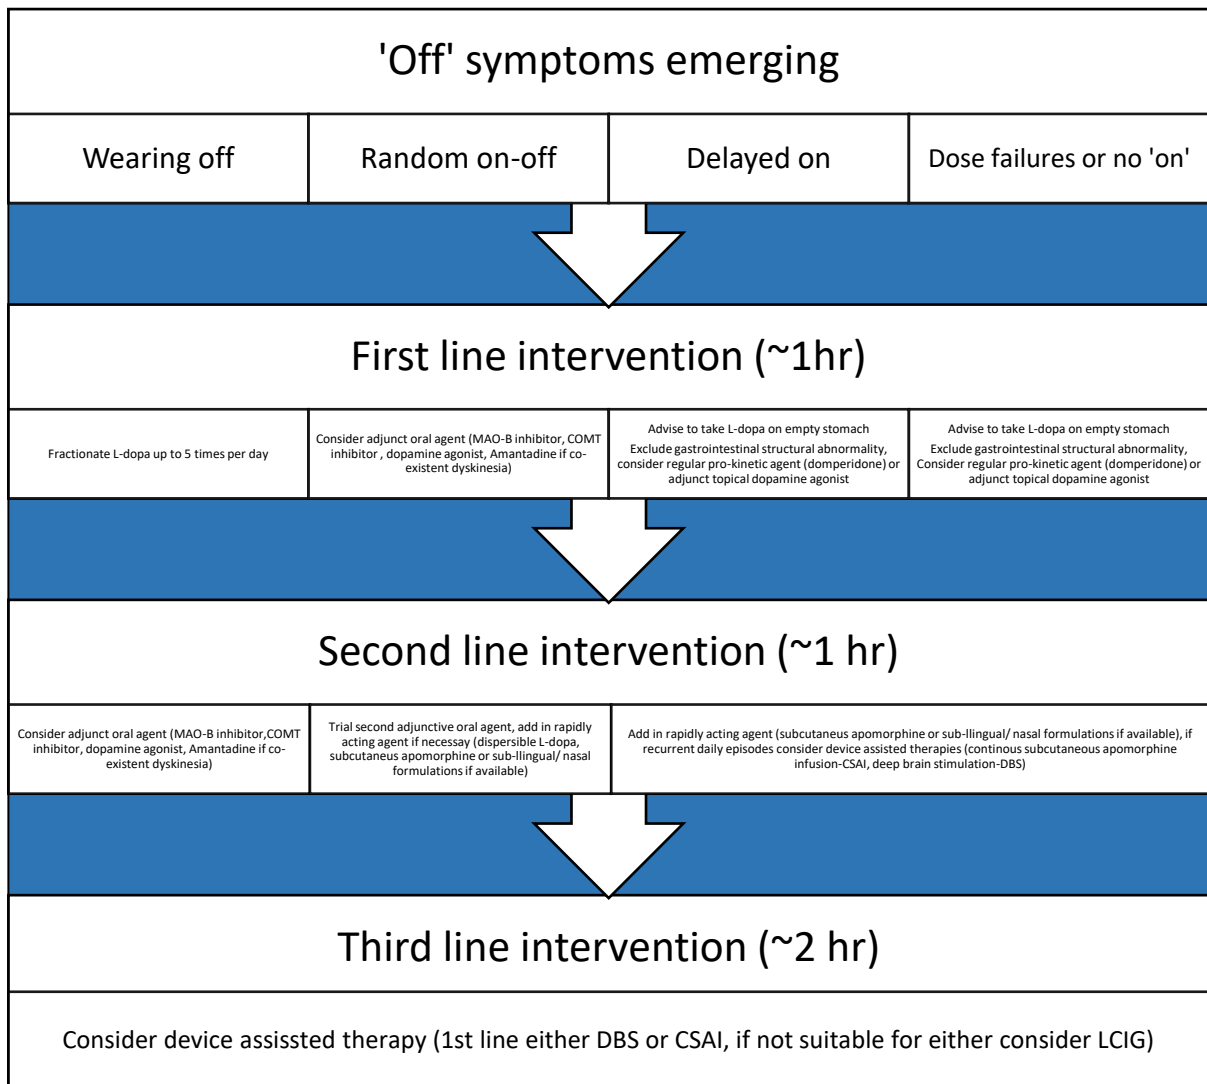 'Off' symptoms emerging
Wearing off
Random on-off
Delayed on
Dose failures or no 'on'
First line intervention (~1hr)
Fractionate L-dopa up to 5 times per day
Consider adjunct oral agent (MAO-B inhibitor, COMT
inhibitor , dopamine agonist, Amantadine if co-
existent dyskinesia)
Advise to take L-dopa on empty stomach
Exclude gastrointestinal structural abnormality,
consider regular pro-kinetic agent (domperidone) or
adjunct topical dopamine agonist
Advise to take L-dopa on empty stomach
Exclude gastrointestinal structural abnormality,
Consider regular pro-kinetic agent (domperidone) or
adjunct topical dopamine agonist
Second line intervention (~1 hr)
Consider adjunct oral agent (MAO-B inhibitor,COMT
inhibitor, dopamine agonist, Amantadine if co-
existent dyskinesia)
Trial second adjunctive oral agent, add in rapidly
acting agent if necessay (dispersible L-dopa,
subcutaneus apomorphine or sub-llingual/ nasal
formulations if available)
Add in rapidly acting agent (subcutaneus apomorphine or sub-llingual/ nasal formulations if available), if
recurrent daily episodes consider device assisted therapies (continous subcutaneous apomorphine
infusion-CSAI, deep brain stimulation-DBS)
Third line intervention (~2 hr)
Consider device assissted therapy (1st line either DBS or CSAI, if not suitable for either consider LCIG)